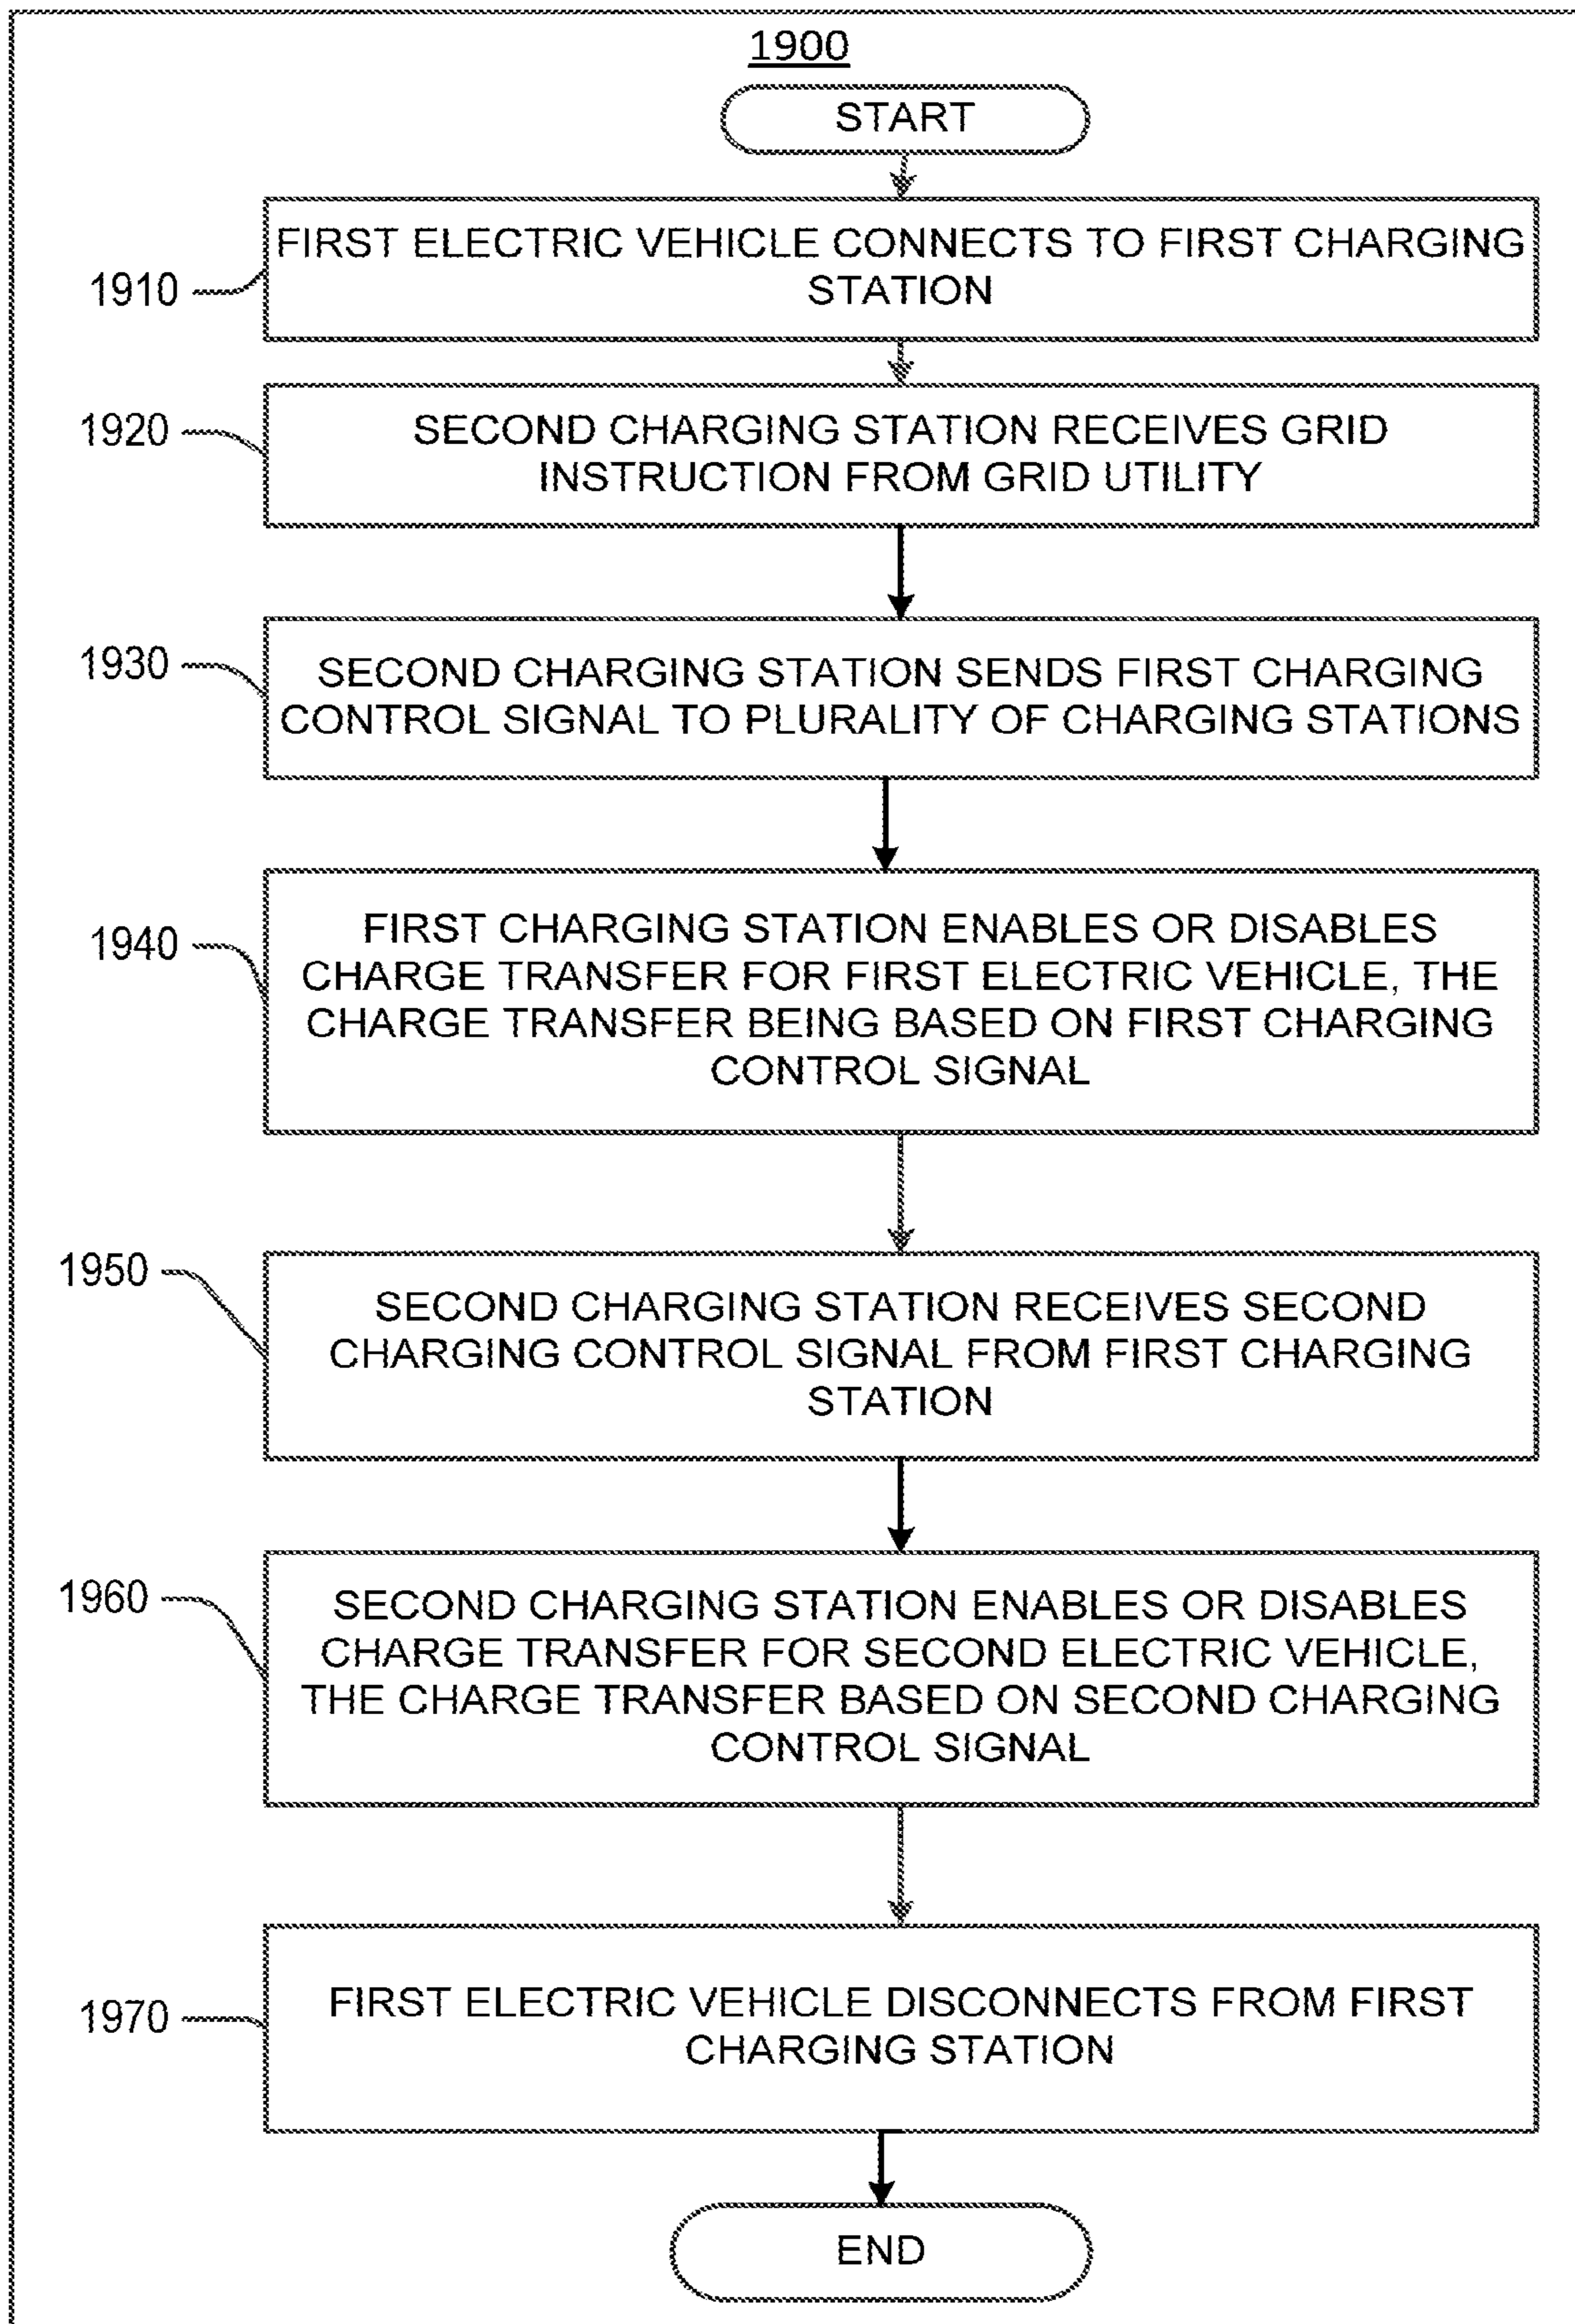 1900
START
FIRST ELECTRIC VEHICLE CONNECTS TO FIRST CHARGING
STATION
1910
1920
SECOND CHARGING STATION RECEIVES GRID
INSTRUCTION FROM GRID UTILITY
1930
SECOND CHARGING STATION SENDS FIRST CHARGING
CONTROL SIGNAL TO PLURALITY OF CHARGING STATIONS
1940
FIRST CHARGING STATION ENABLES OR DISABLES
CHARGE TRANSFER FOR FIRST ELECTRIC VEHICLE, THE
CHARGE TRANSFER BEING BASED ON FIRST CHARGING
CONTROL SIGNAL
1950
SECOND CHARGING STATION RECEIVES SECOND
CHARGING CONTROL SIGNAL FROM FIRST CHARGING
STATION
1960
SECOND CHARGING STATION ENABLES OR DISABLES
CHARGE TRANSFER FOR SECOND ELECTRIC VEHICLE,
THE CHARGE TRANSFER BASED ON SECOND CHARGING
CONTROL SIGNAL
1970
FIRST ELECTRIC VEHICLE DISCONNECTS FROM FIRST
CHARGING STATION
END